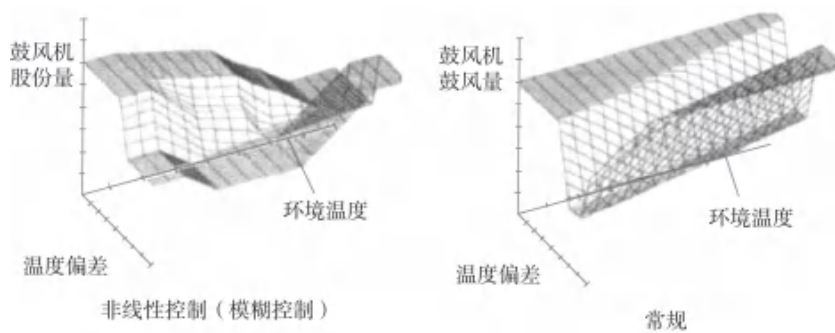 鼓风机
股份量
环境温度
温度偏差
非线性控制（模糊控制）
鼓风机
鼓风量
环境温度
温度偏差
常规